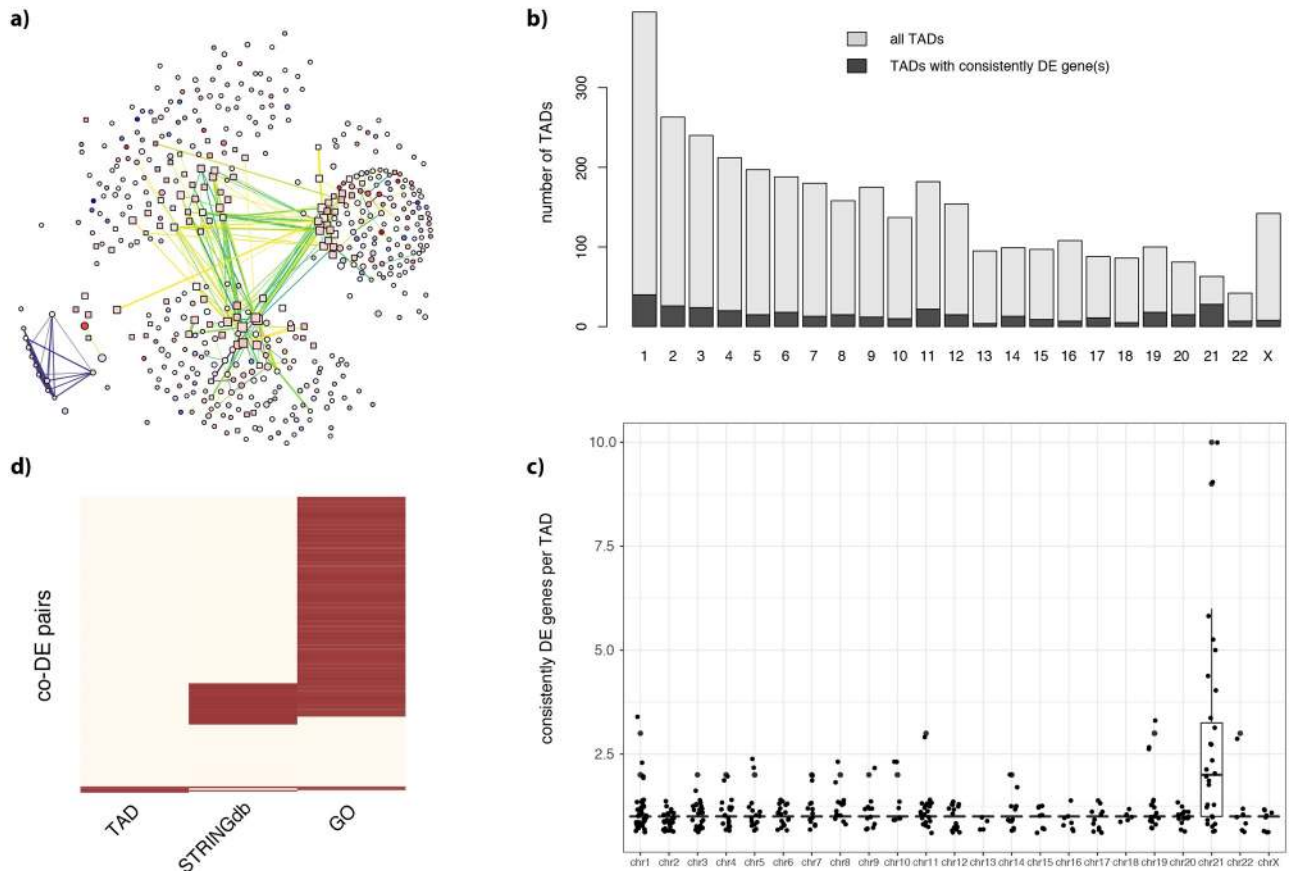 a)
b)
all TADs
TADs with consistently DE gene(s)
number of TADs
300
200
100
0
1 2 3 4 5 6 7 8 9 10 11 12 13 14 15 16 17 18 19 20 21 22 X
d)
co-DE pairs
TAD STRINGdb GO
c)
consistently DE genes per TAD
10.0
7.5
5.0
2.5
chr1 chr2 chr3 chr4 chr5 chr6 chr7 chr8 chr9 chr10 chr11 chr12 chr13 chr14 chr15 chr16 chr17 chr18 chr19 chr20 chr21 chr22 chrX